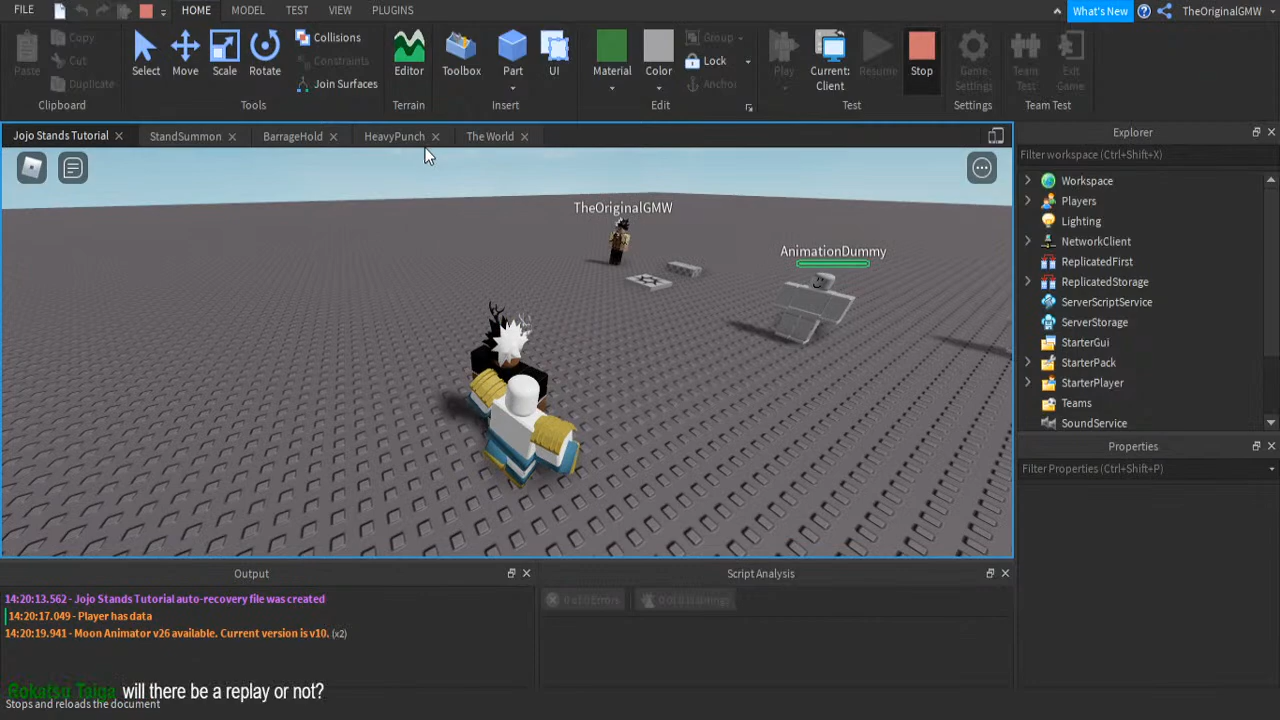 FILE HOME MODEL TEST VIEW PLUGINS What's New TheOriginalGMW
Paste Copy Cut Duplicate
Clipboard
Select Move Scale Rotate Collisions Constraints Join Surfaces
Tools
Editor
Terrain
Toolbox Part UI
Insert
Material Color Group Lock Anchor
Edit
Play Current: Client Resume Stop
Test
Game Settings
Settings
Team Test Exit Game
Team Test
Jojo Stands Tutorial StandSummon BarrageHold HeavyPunch The World
TheOriginalGMW
AnimationDummy
Explorer
Filter workspace (Ctrl+Shift+X)
Workspace
Players
Lighting
NetworkClient
ReplicatedFirst
ReplicatedStorage
ServerScriptService
ServerStorage
StarterGui
StarterPack
StarterPlayer
Teams
SoundService
Properties
Filter Properties (Ctrl+Shift+P)
Output
14:20:13.562 - Jojo Stands Tutorial auto-recovery file was created
14:20:17.049 - Player has data
14:20:19.941 - Moon Animator v26 available. Current version is v10. (x2)
Script Analysis
Rokatsu Taiga will there be a replay or not?
Stops and reloads the document